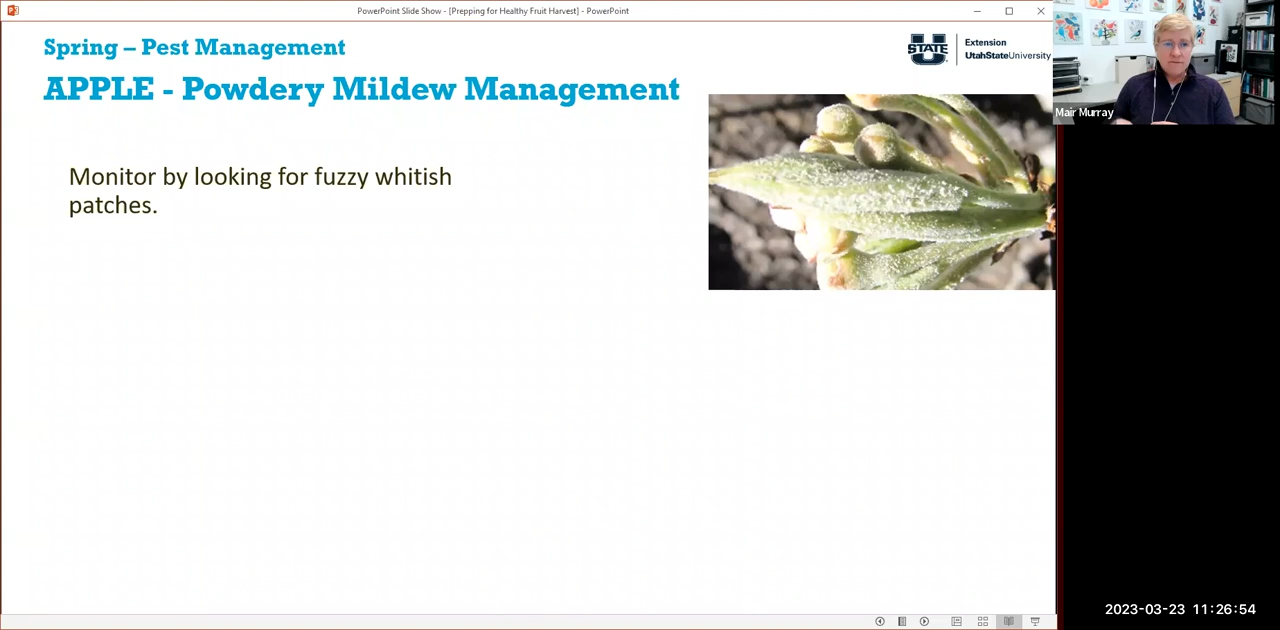 PowerPoint Slide Show - [Prepping for Healthy Fruit Harvest] - PowerPoint
Spring – Pest Management
APPLE - Powdery Mildew Management
U STATE
Extension
UtahStateUniversity
Monitor by looking for fuzzy whitish
patches.
Mair Murray
2023-03-23 11:26:54